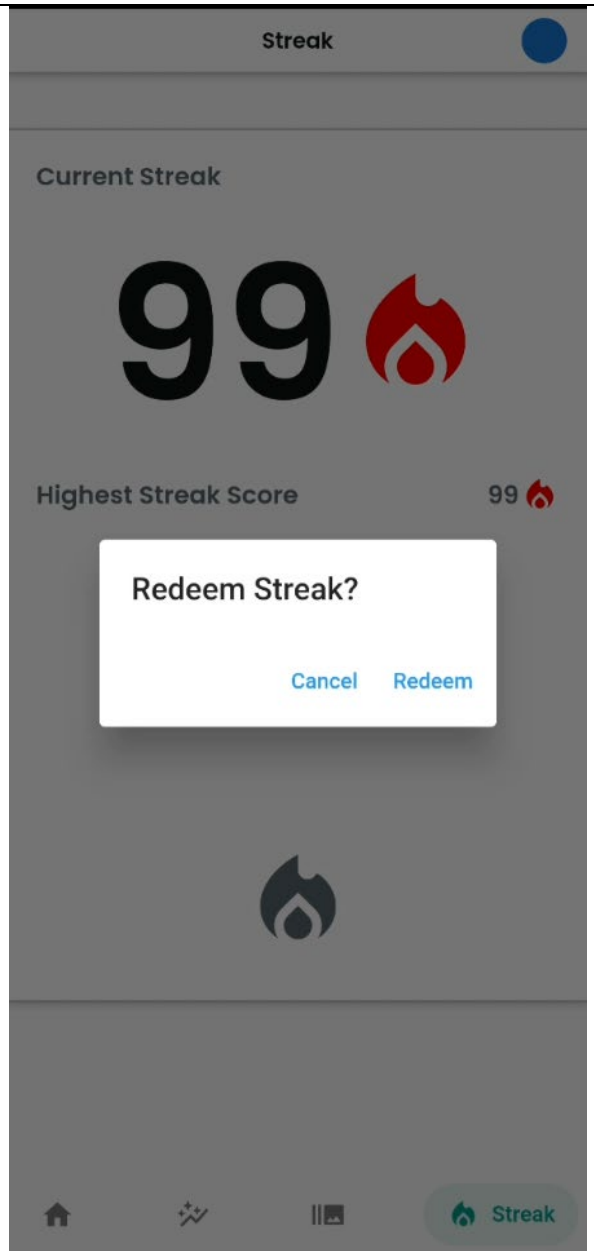 Streak
Current Streak
99
Highest Streak Score 99
Redeem Streak?
Cancel Redeem
Streak